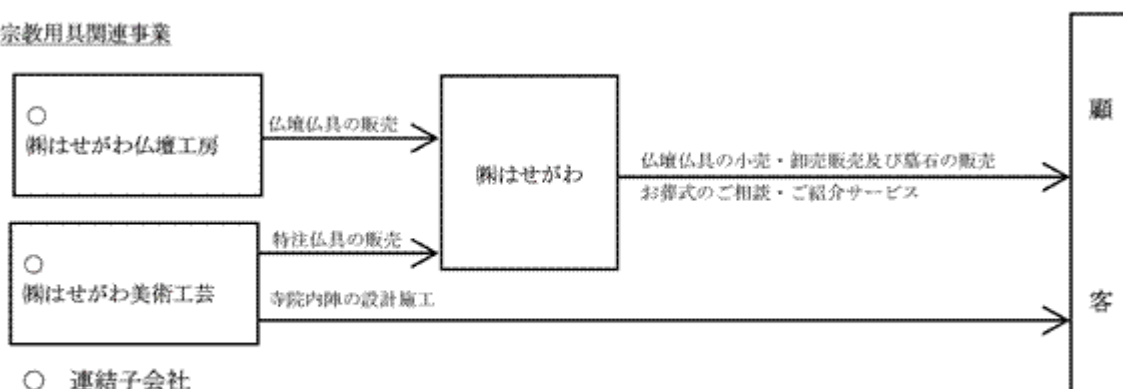 宗教用具関連事業
○
㈱はせがわ仏壇工房
仏壇仏具の販売
㈱はせがわ
仏壇仏具の小売・卸売販売及び墓石の販売
お葬式のご相談・ご紹介サービス
顧
客
○
㈱はせがわ美術工芸
特注仏具の販売
寺院内陣の設計施工
○ 連結子会社